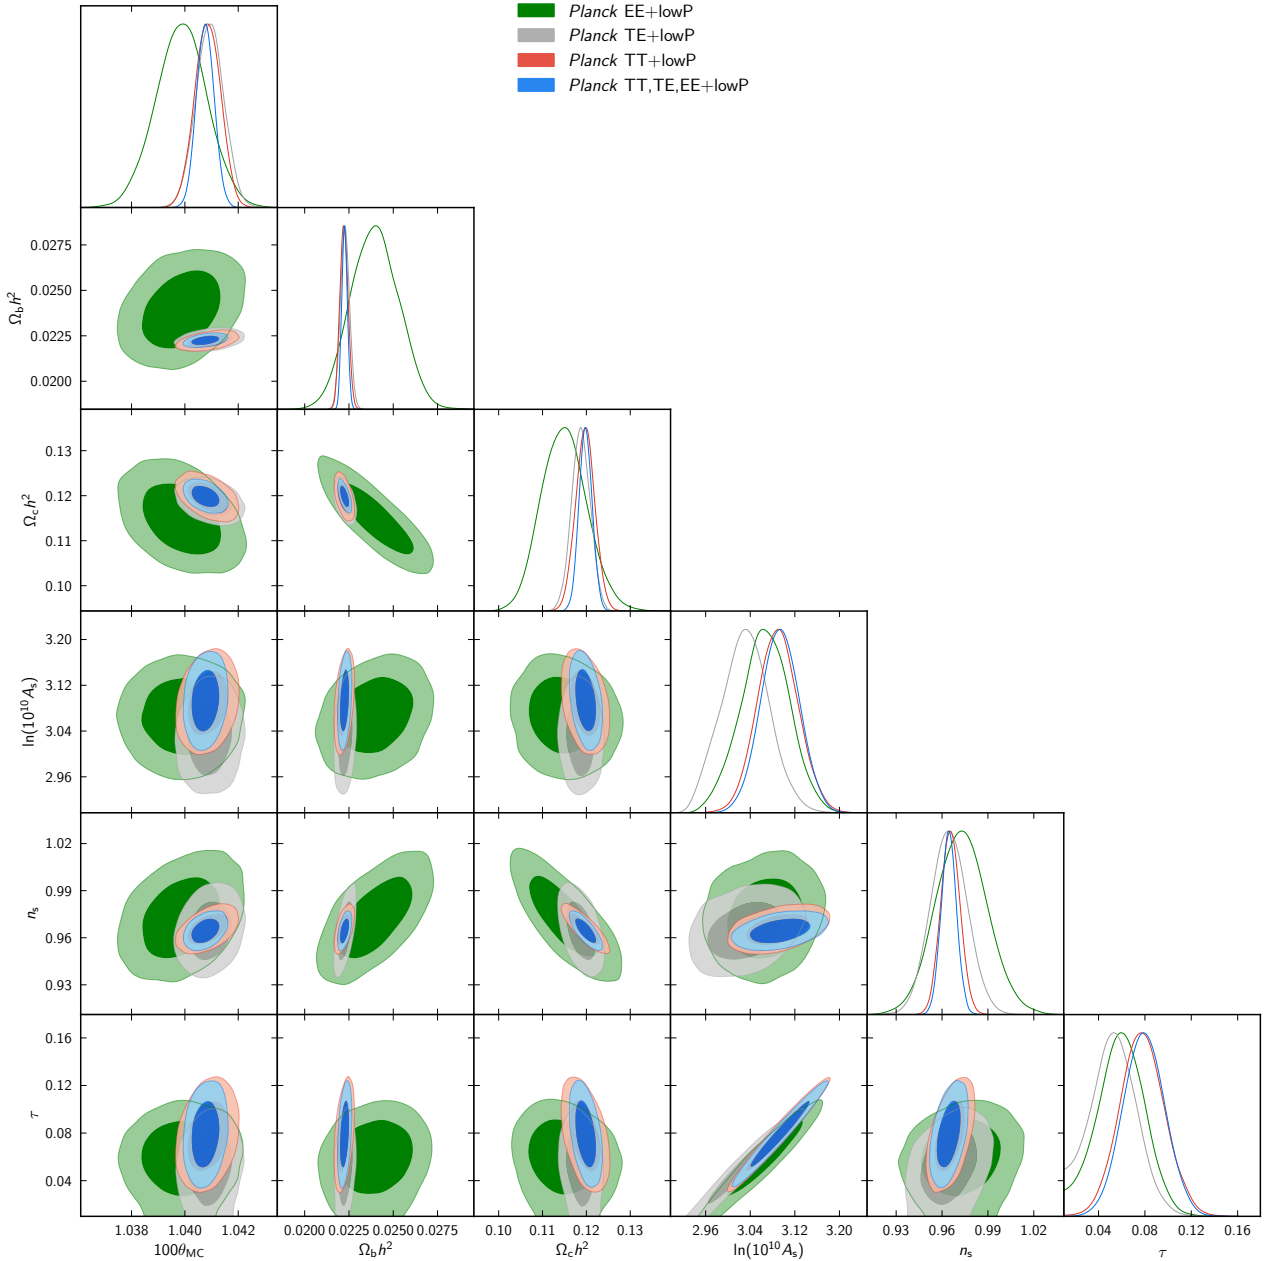 Planck EE+lowP
Planck TE+lowP
Planck TT+lowP
Planck TT,TE,EE+lowP
0.0275
0.0250
0.0225
0.0200
Ωbh²
0.13
0.12
0.11
0.10
Ωch²
3.20
3.12
3.04
2.96
ln(10¹⁰Aₛ)
1.02
0.99
0.96
0.93
nₛ
0.16
0.12
0.08
0.04
τ
1.038 1.040 1.042
0.0200 0.0225 0.0250 0.0275
0.10 0.11 0.12 0.13
2.96 3.04 3.12 3.20
0.93 0.96 0.99 1.02
0.04 0.08 0.12 0.16
100θMC
Ωbh²
Ωch²
ln(10¹⁰Aₛ)
nₛ
τ